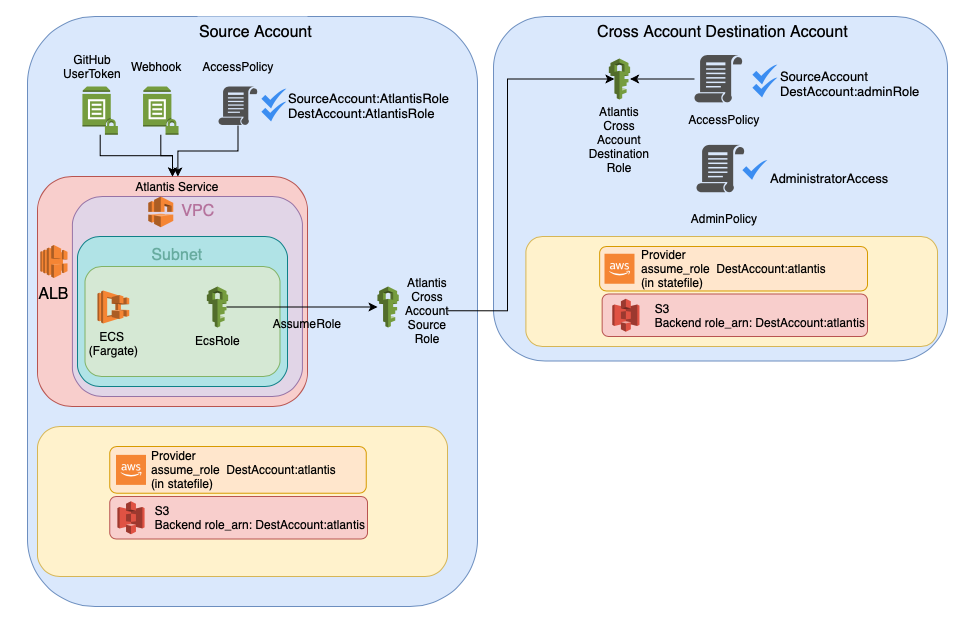 Source Account
GitHub
UserToken
Webhook
AccessPolicy
SourceAccount:AtlantisRole
DestAccount:AtlantisRole
Atlantis Service
VPC
Subnet
ALB
ECS
(Fargate)
EcsRole
AssumeRole
Atlantis
Cross
Account
Source
Role
Provider
assume_role DestAccount:atlantis
(in statefile)
aws
S3
Backend role_arn: DestAccount:atlantis
Cross Account Destination Account
Atlantis
Cross
Account
Destination
Role
SourceAccount
DestAccount:adminRole
AccessPolicy
AdministratorAccess
AdminPolicy
Provider
assume_role DestAccount:atlantis
(in statefile)
aws
S3
Backend role_arn: DestAccount:atlantis